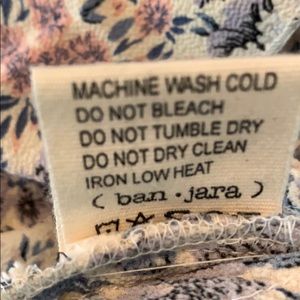 MACHINE WASH COLD
DO NOT BLEACH
DO NOT TUMBLE DRY
DO NOT DRY CLEAN
IRON LOW HEAT
( ban · jara )